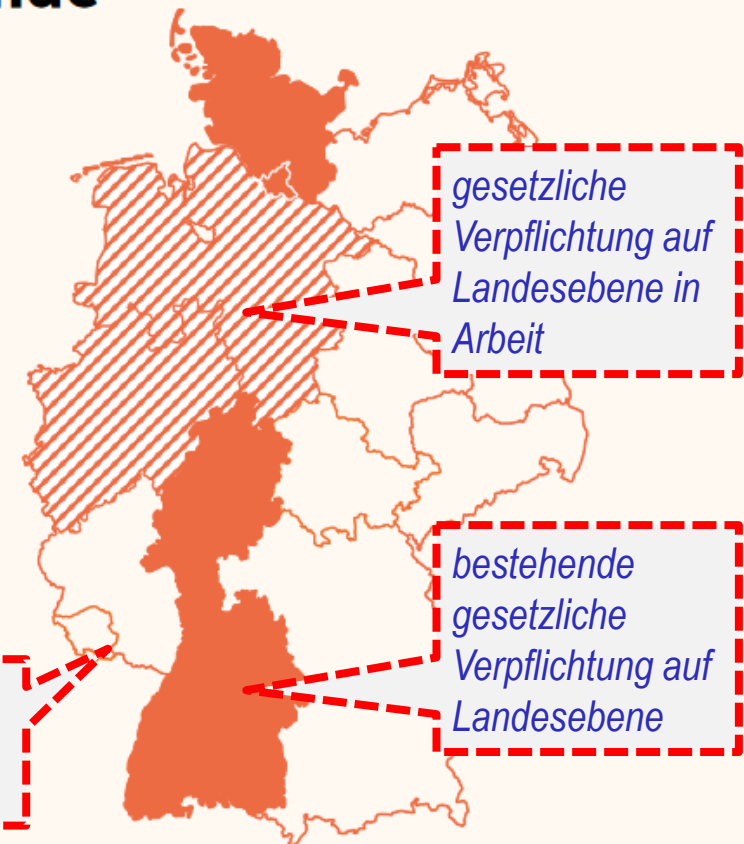 gesetzliche
Verpflichtung auf
Landesebene in
Arbeit
bestehende
gesetzliche
Verpflichtung auf
Landesebene